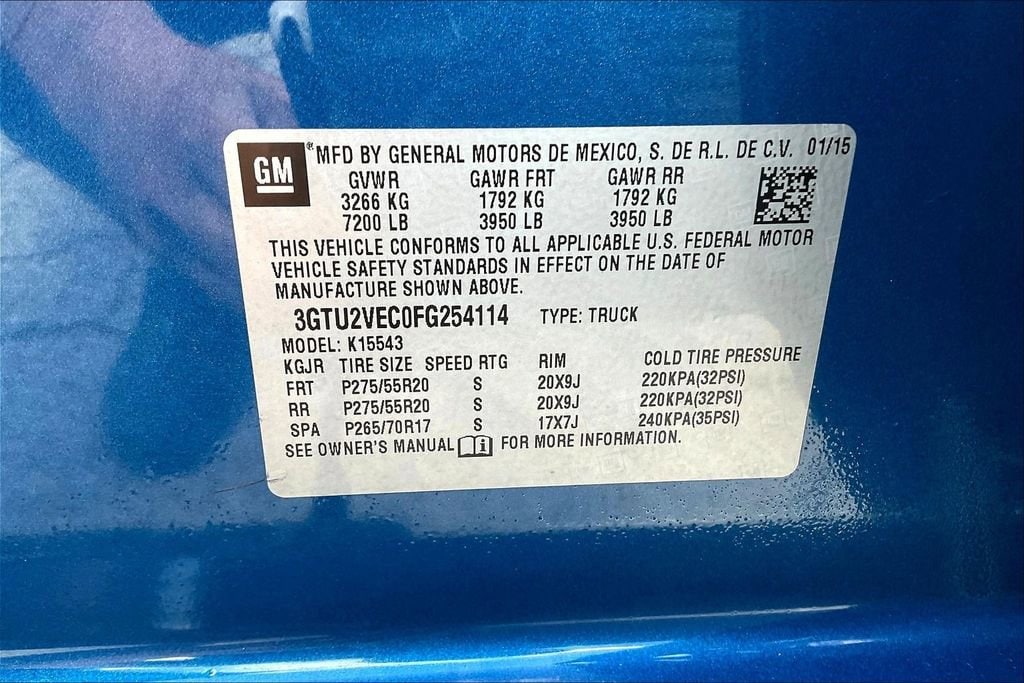 GM ® MFD BY GENERAL MOTORS DE MEXICO, S. DE R.L. DE C.V. 01/15
GVWR GAWR FRT GAWR RR
3266 KG 1792 KG 1792 KG
7200 LB 3950 LB 3950 LB
THIS VEHICLE CONFORMS TO ALL APPLICABLE U.S. FEDERAL MOTOR
VEHICLE SAFETY STANDARDS IN EFFECT ON THE DATE OF
MANUFACTURE SHOWN ABOVE.
3GTU2VEC0FG254114 TYPE: TRUCK
MODEL: K15543
KGJR TIRE SIZE SPEED RTG RIM COLD TIRE PRESSURE
FRT P275/55R20 S 20X9J 220KPA(32PSI)
RR P275/55R20 S 20X9J 220KPA(32PSI)
SPA P265/70R17 S 17X7J 240KPA(35PSI)
SEE OWNER'S MANUAL i FOR MORE INFORMATION.